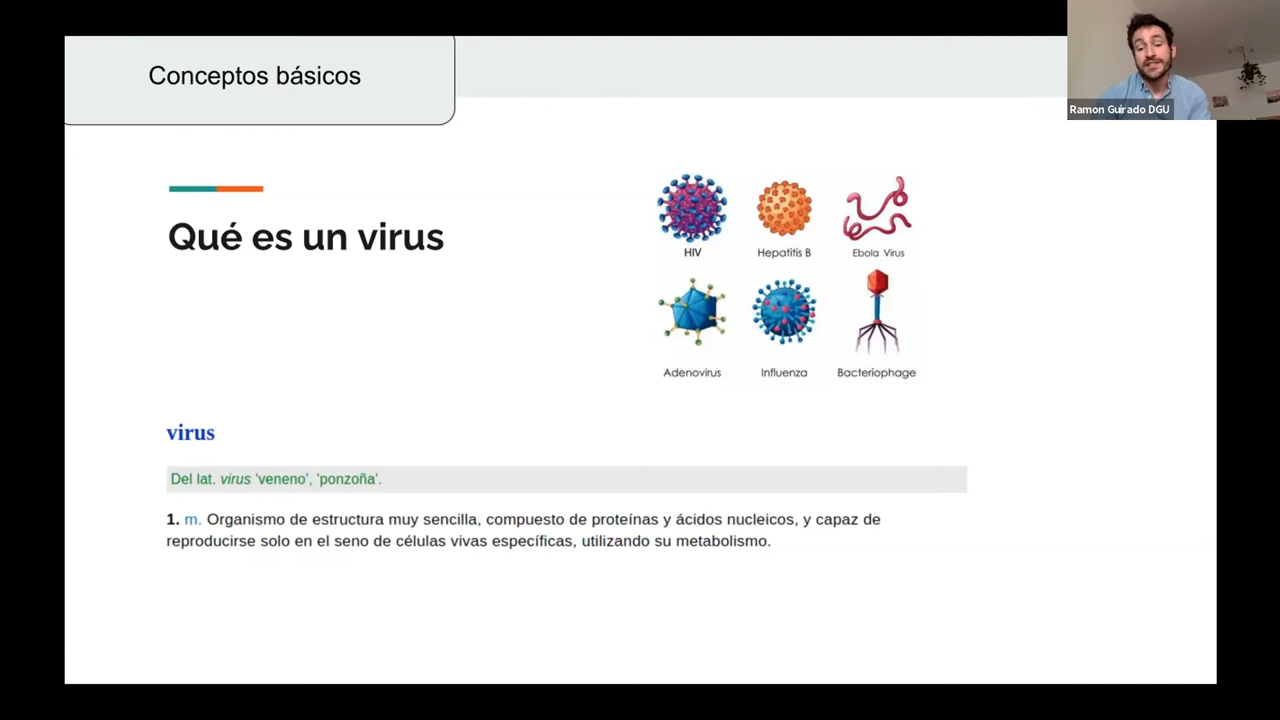 Conceptos básicos
Ramon Guirado DGU
Qué es un virus
HIV
Hepatitis B
Ebola Virus
Adenovirus
Influenza
Bacteriophage
virus
Del lat. virus 'veneno', 'ponzoña'.
1. m. Organismo de estructura muy sencilla, compuesto de proteínas y ácidos nucleicos, y capaz de
reproducirse solo en el seno de células vivas específicas, utilizando su metabolismo.